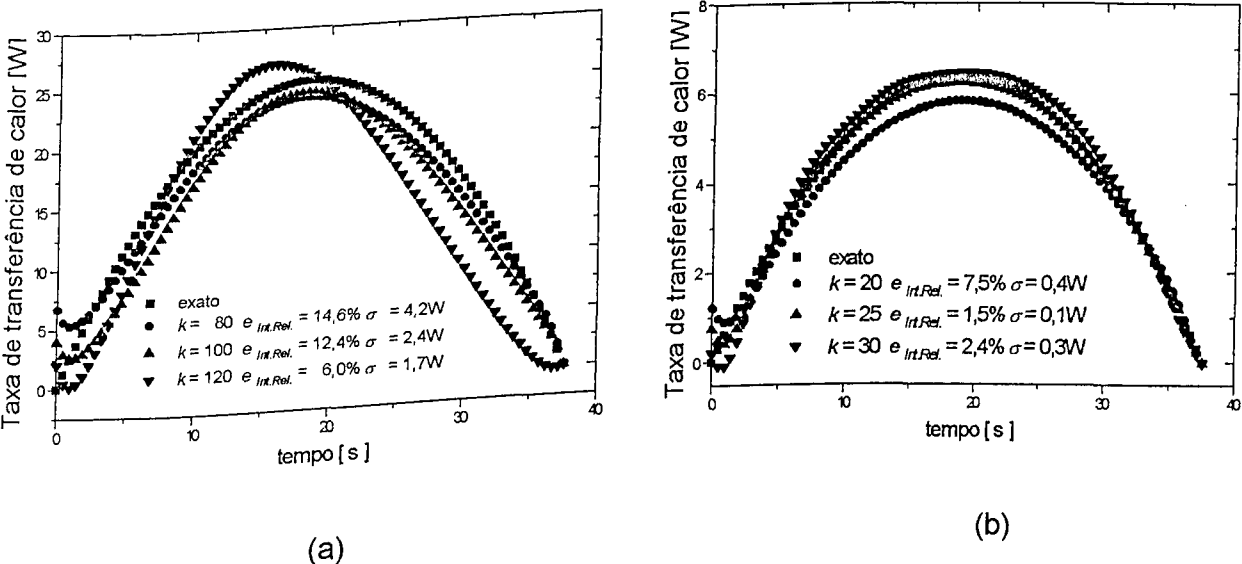 Taxa de transferência de calor [W]
30
25
20
15
10
5
0
■ exato
● k = 80 e Int.Rel. = 14,6% σ = 4,2W
▲ k = 100 e Int.Rel. = 12,4% σ = 2,4W
▼ k = 120 e Int.Rel. = 6,0% σ = 1,7W
0 10 20 30 40
tempo [ s ]
(a)
Taxa de transferência de calor [W]
8
6
4
2
0
■ exato
● k = 20 e Int.Rel. = 7,5% σ = 0,4W
▲ k = 25 e Int.Rel. = 1,5% σ = 0,1W
▼ k = 30 e Int.Rel. = 2,4% σ = 0,3W
0 10 20 30 40
tempo [ s ]
(b)